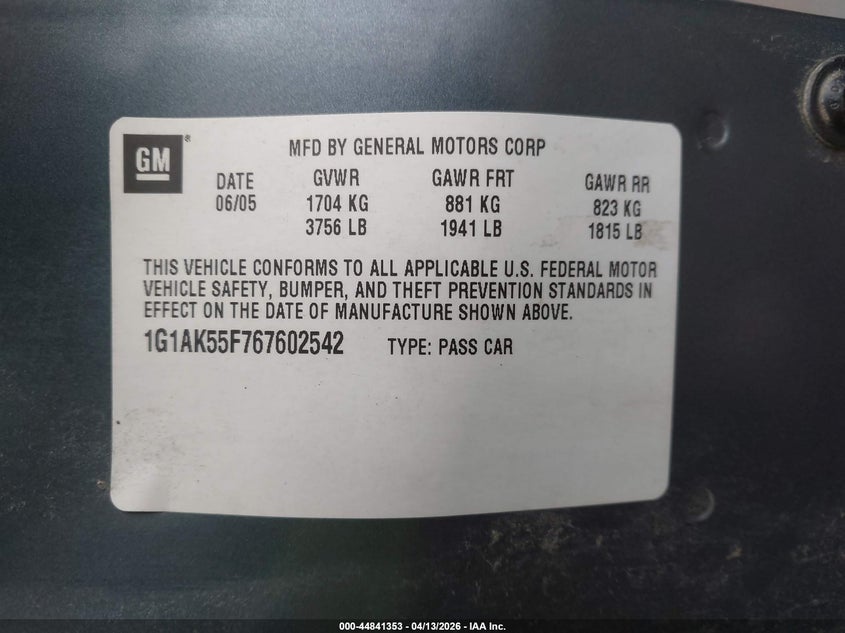 GM®
MFD BY GENERAL MOTORS CORP
DATE GVWR GAWR FRT GAWR RR
06/05 1704 KG 881 KG 823 KG
3756 LB 1941 LB 1815 LB
THIS VEHICLE CONFORMS TO ALL APPLICABLE U.S. FEDERAL MOTOR
VEHICLE SAFETY, BUMPER, AND THEFT PREVENTION STANDARDS IN
EFFECT ON THE DATE OF MANUFACTURE SHOWN ABOVE.
1G1AK55F767602542 TYPE: PASS CAR
000-44841353 - 04/13/2026 - IAA Inc.